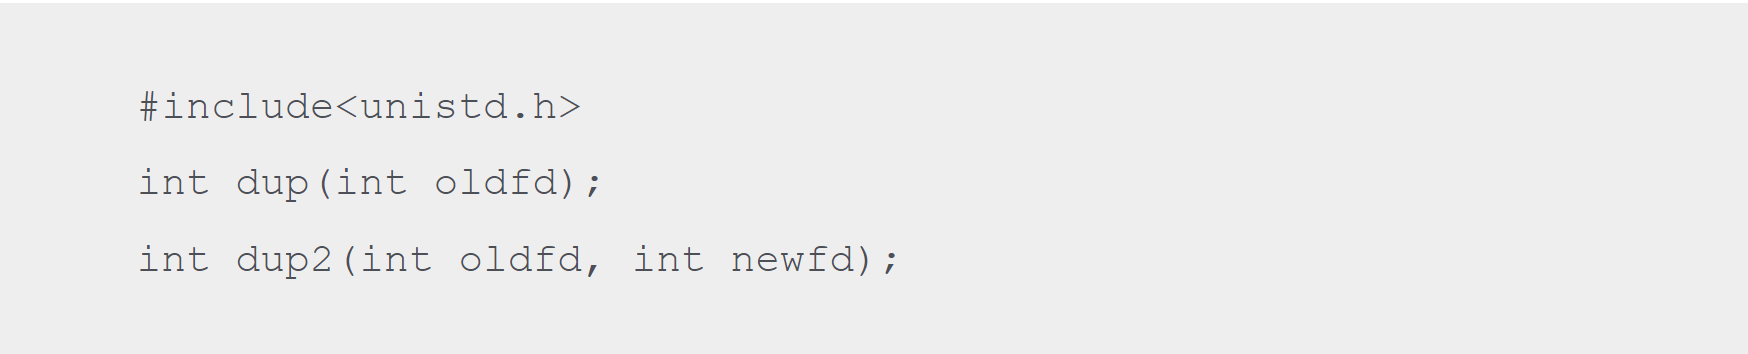 #include<unistd.h>
int dup(int oldfd);
int dup2(int oldfd, int newfd);